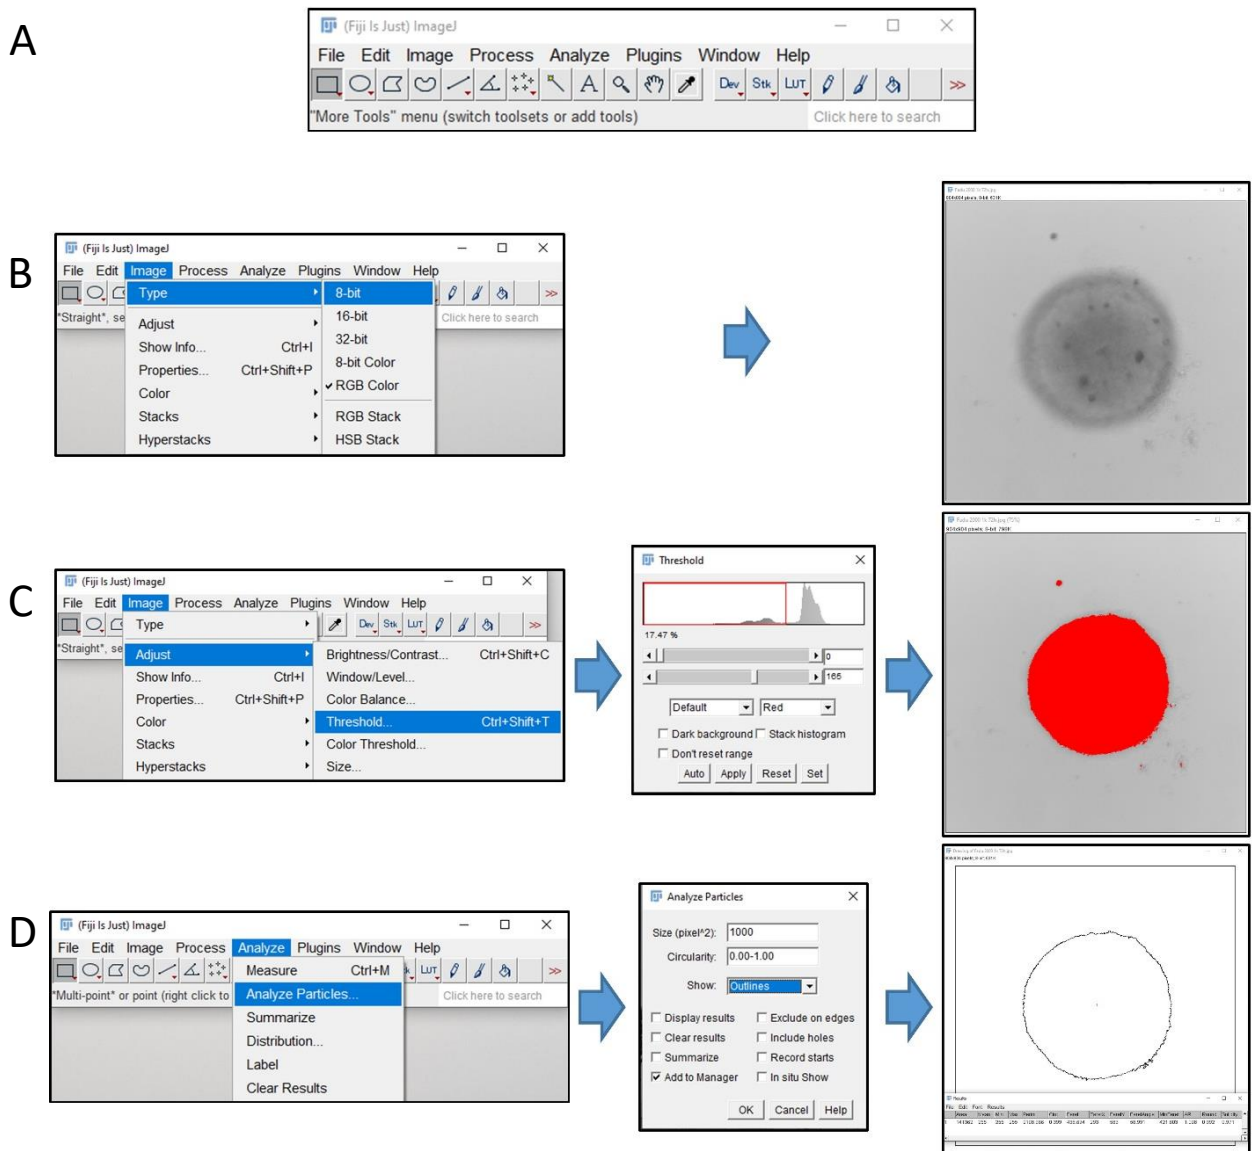 A
(Fiji Is Just) ImageJ
File Edit Image Process Analyze Plugins Window Help
A Dev Stk LUT >>
"More Tools" menu (switch toolsets or add tools) Click here to search
B
(Fiji Is Just) ImageJ
File Edit Image Process Analyze Plugins Window Help
Type 8-bit >>
*Straight*, se 16-bit Click here to search
Adjust 32-bit
Show Info... Ctrl+I 8-bit Color
Properties... Ctrl+Shift+P ✓ RGB Color
Color
Stacks RGB Stack
Hyperstacks HSB Stack
C
(Fiji Is Just) ImageJ
File Edit Image Process Analyze Plugins Window Help
Type Dev Stk LUT >>
*Straight*, se
Adjust Brightness/Contrast... Ctrl+Shift+C
Show Info... Ctrl+I Window/Level...
Properties... Ctrl+Shift+P Color Balance...
Color Threshold... Ctrl+Shift+T
Stacks Color Threshold...
Hyperstacks Size...
Threshold
17.47 %
0
165
Default Red
Dark background Stack histogram
Don't reset range
Auto Apply Reset Set
D
(Fiji Is Just) ImageJ
File Edit Image Process Analyze Plugins Window Help
Measure Ctrl+M LUT >>
*Multi-point* or point (right click to Click here to search
Analyze Particles...
Summarize
Distribution...
Label
Clear Results
Analyze Particles
Size (pixel^2): 1000
Circularity: 0.00-1.00
Show: Outlines
Display results Exclude on edges
Clear results Include holes
Summarize Record starts
Add to Manager In situ Show
OK Cancel Help
Results
File Edit Font Results